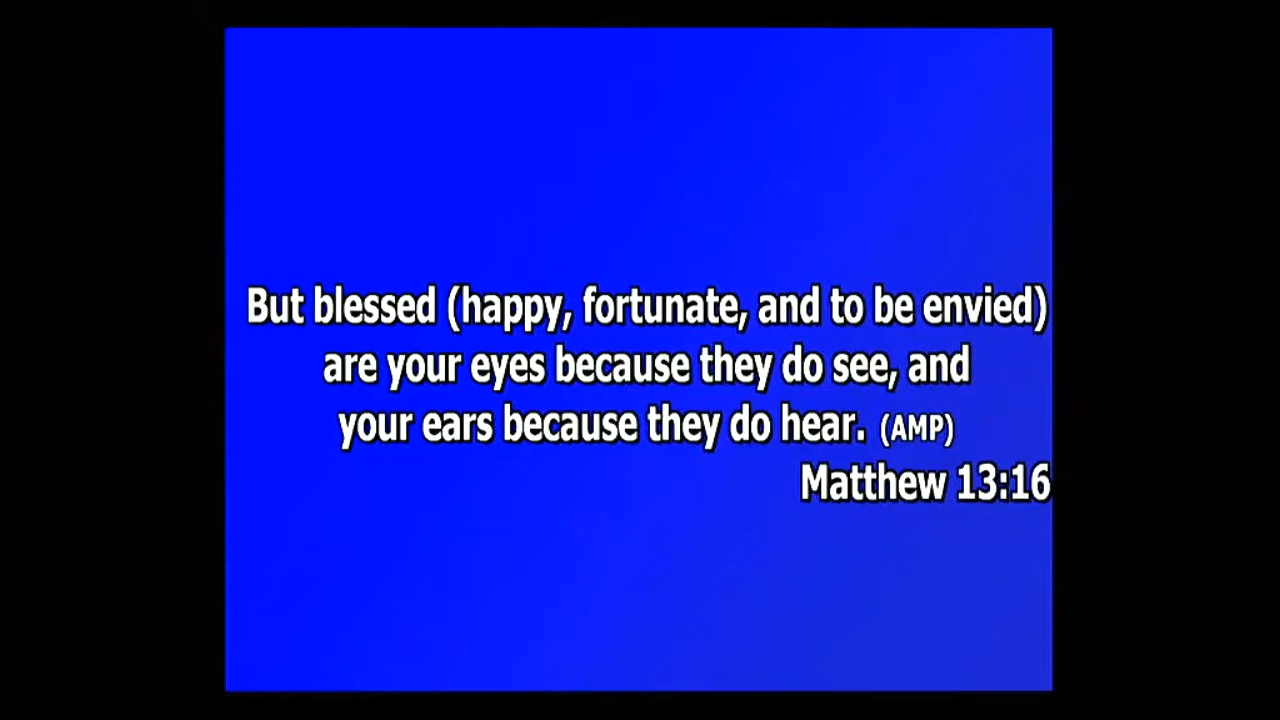 But blessed (happy, fortunate, and to be envied)
are your eyes because they do see, and
your ears because they do hear. (AMP)
Matthew 13:16